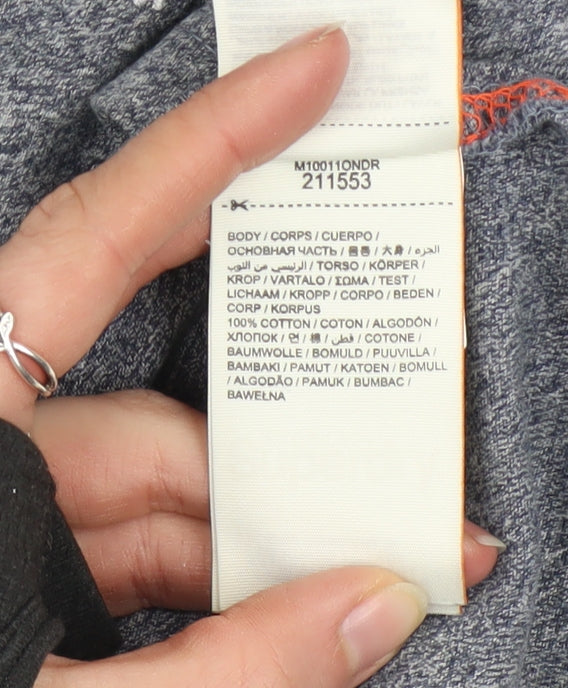 M10011ONDR
211553
BODY / CORPS / CUERPO /
ОСНОВНАЯ ЧАСТЬ / 몸통 / 大身 / الجزء
الرئيسي من الثوب / TORSO / KÖRPER /
KROP / VARTALO / ΣΩΜΑ / TEST /
LICHAAM / KROPP / CORPO / BEDEN /
CORP / KORPUS
100% COTTON / COTON / ALGODÓN /
ХЛОПОК / 면 / 棉 / قطن / COTONE /
BAUMWOLLE / BOMULD / PUUVILLA /
BAMBAKI / PAMUT / KATOEN / BOMULL
/ ALGODÃO / PAMUK / BUMBAC /
BAWEŁNA